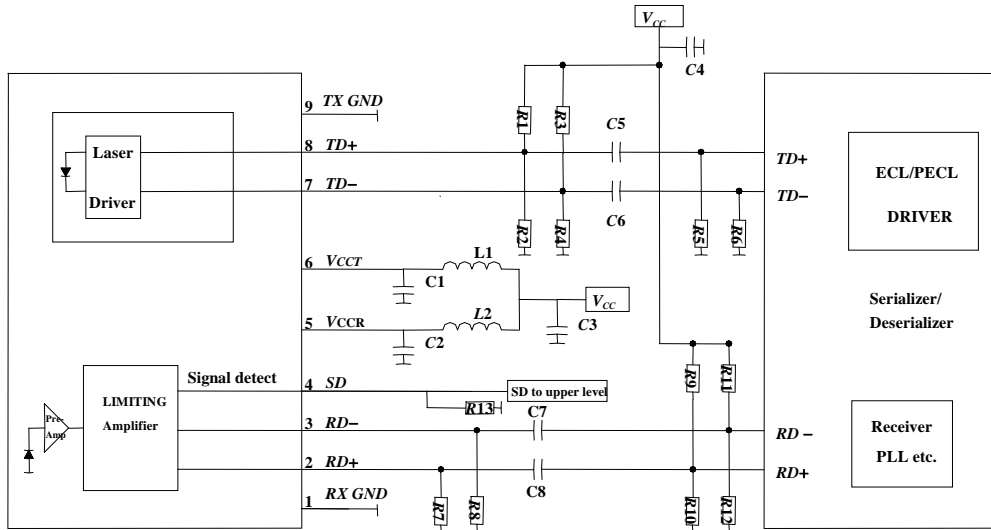 V CC
C4
9 TX GND
R1
R3
C5
Laser
Driver
8 TD+
7 TD−
TD+
TD−
ECL/PECL
DRIVER
C6
R2
R4
R5
R6
6 VCCT
C1
L1
VCC
C3
Serializer/
Deserializer
L2
5 VCCR
C2
R9
R11
Signal detect
4 SD
SD to upper level
R13
LIMITING
Amplifier
Pre-
Amp
3 RD−
C7
RD −
Receiver
PLL etc.
2 RD+
C8
RD+
1 RX GND
R7
R8
R10
R12